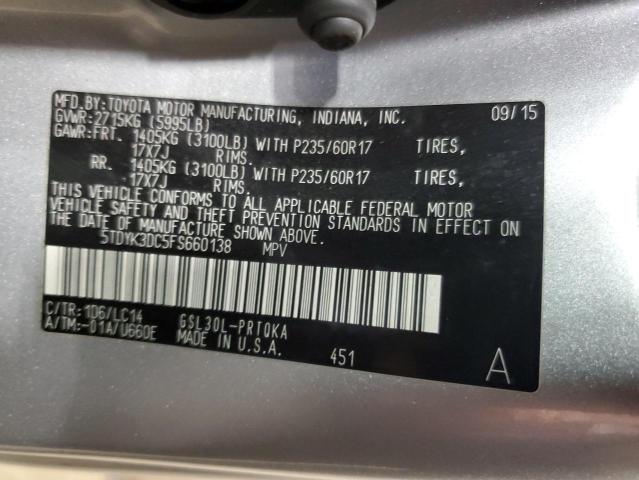 MFD.BY:TOYOTA MOTOR MANUFACTURING, INDIANA, INC. 09/15
GVWR:2715KG (5995LB)
GAWR:FRT. 1405KG (3100LB) WITH P235/60R17 TIRES,
17X7J RIMS.
RR. 1405KG (3100LB) WITH P235/60R17 TIRES,
17X7J RIMS.
THIS VEHICLE CONFORMS TO ALL APPLICABLE FEDERAL MOTOR
VEHICLE SAFETY AND THEFT PREVENTION STANDARDS IN EFFECT
ON THE DATE OF MANUFACTURE SHOWN ABOVE.
5TDYK3DC5FS660138 MPV
C/TR:1D6/LC14 GSL30L-PRTQKA
A/TM:-01A/U660E MADE IN U.S.A. 451 A